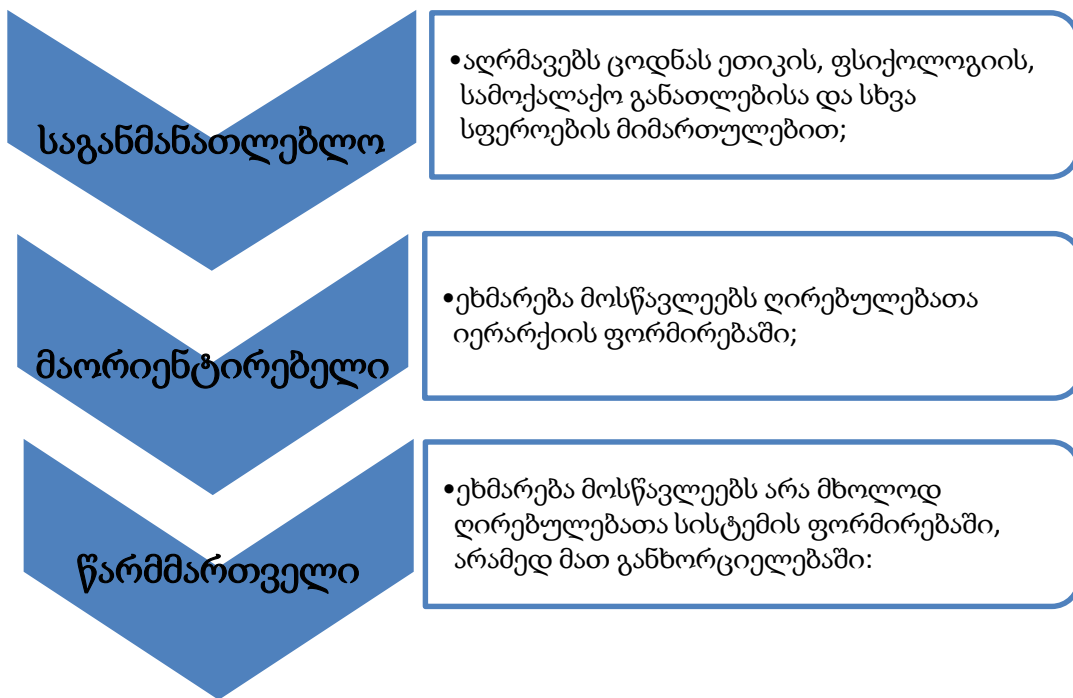 საგანმანათლებლო
•აღრმავებს ცოდნას ეთიკის, ფსიქოლოგიის,
სამოქალაქო განათლებისა და სხვა
სფეროების მიმართულებით;
მაორიენტირებელი
•ეხმარება მოსწავლეებს ღირებულებათა
იერარქიის ფორმირებაში;
წარმმართველი
•ეხმარება მოსწავლეებს არა მხოლოდ
ღირებულებათა სისტემის ფორმირებაში,
არამედ მათ განხორციელებაში: